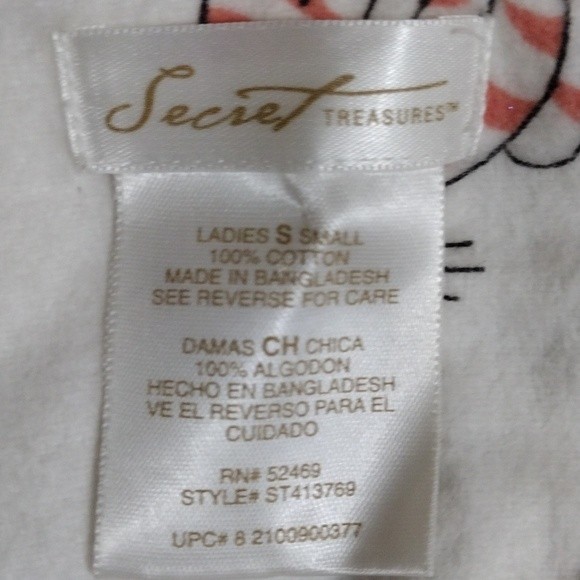 Secret TREASURES™
LADIES S SMALL
100% COTTON
MADE IN BANGLADESH
SEE REVERSE FOR CARE
DAMAS CH CHICA
100% ALGODON
HECHO EN BANGLADESH
VE EL REVERSO PARA EL
CUIDADO
RN# 52469
STYLE# ST413769
UPC# 8 2100900377